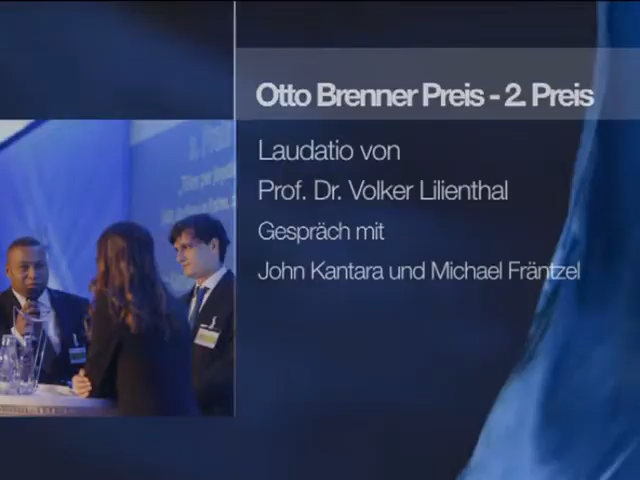 Otto Brenner Preis - 2. Preis
Laudatio von
Prof. Dr. Volker Lilienthal
Gespräch mit
John Kantara und Michael Fräntzel